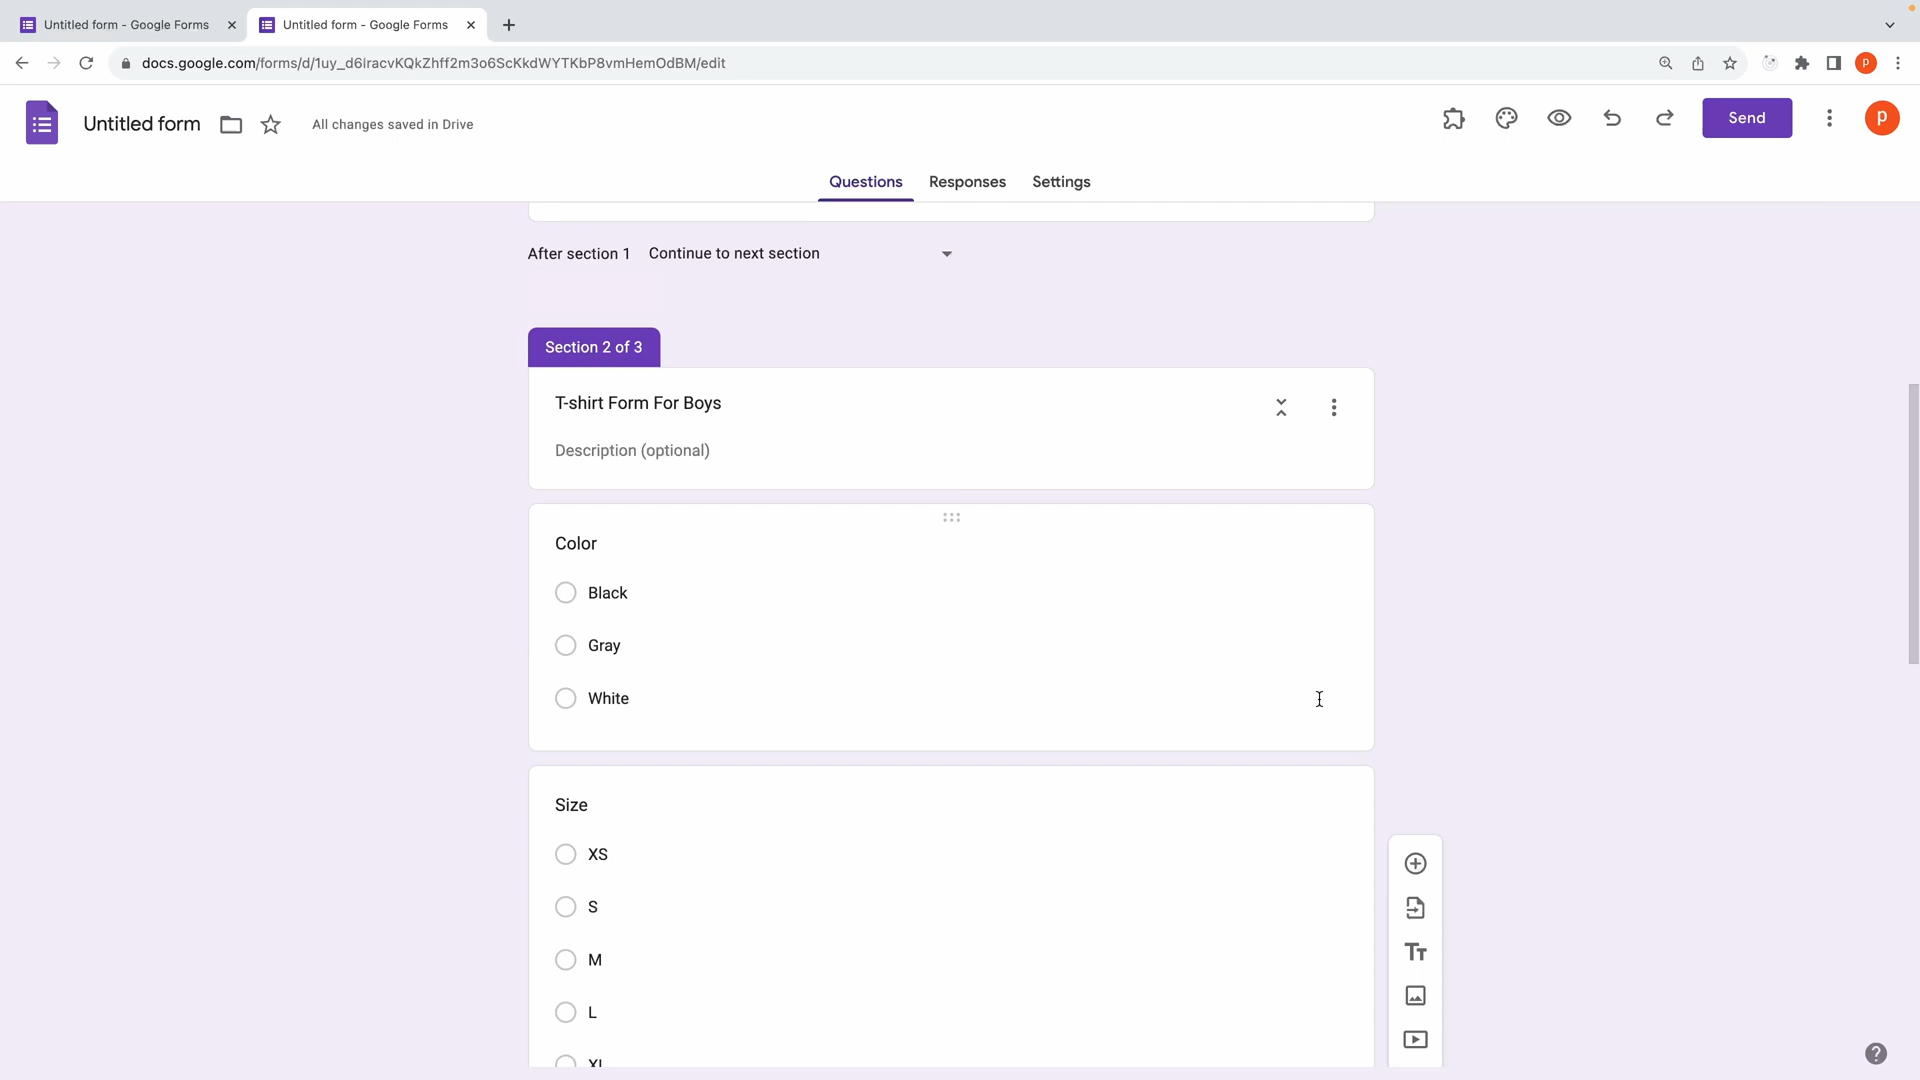 Untitled form - Google Forms
Untitled form - Google Forms
docs.google.com/forms/d/1uy_d6iracvKQkZhff2m3o6ScKkdWYTKbP8vmHemOdBM/edit
P
Untitled form
All changes saved in Drive
Send
p
Questions
Responses
Settings
After section 1
Continue to next section
Section 2 of 3
T-shirt Form For Boys
Description (optional)
Color
Black
Gray
White
Size
XS
S
M
L
XL
Tt